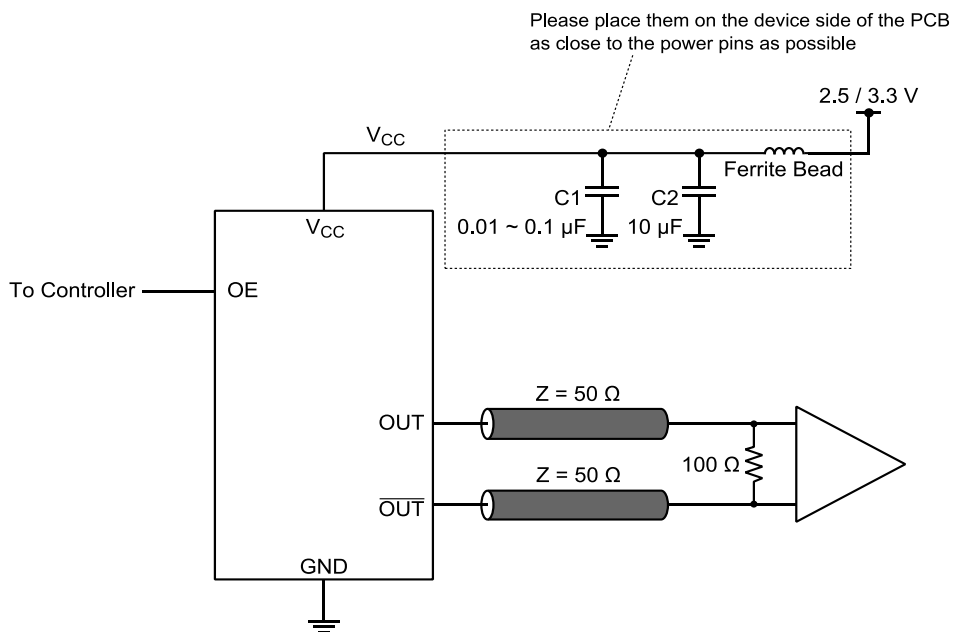 Please place them on the device side of the PCB
as close to the power pins as possible
2.5 / 3.3 V
VCC
Ferrite Bead
C1
C2
0.01 ~ 0.1 µF
10 µF
VCC
To Controller
OE
Z = 50 Ω
OUT
100 Ω
Z = 50 Ω
OUT
GND